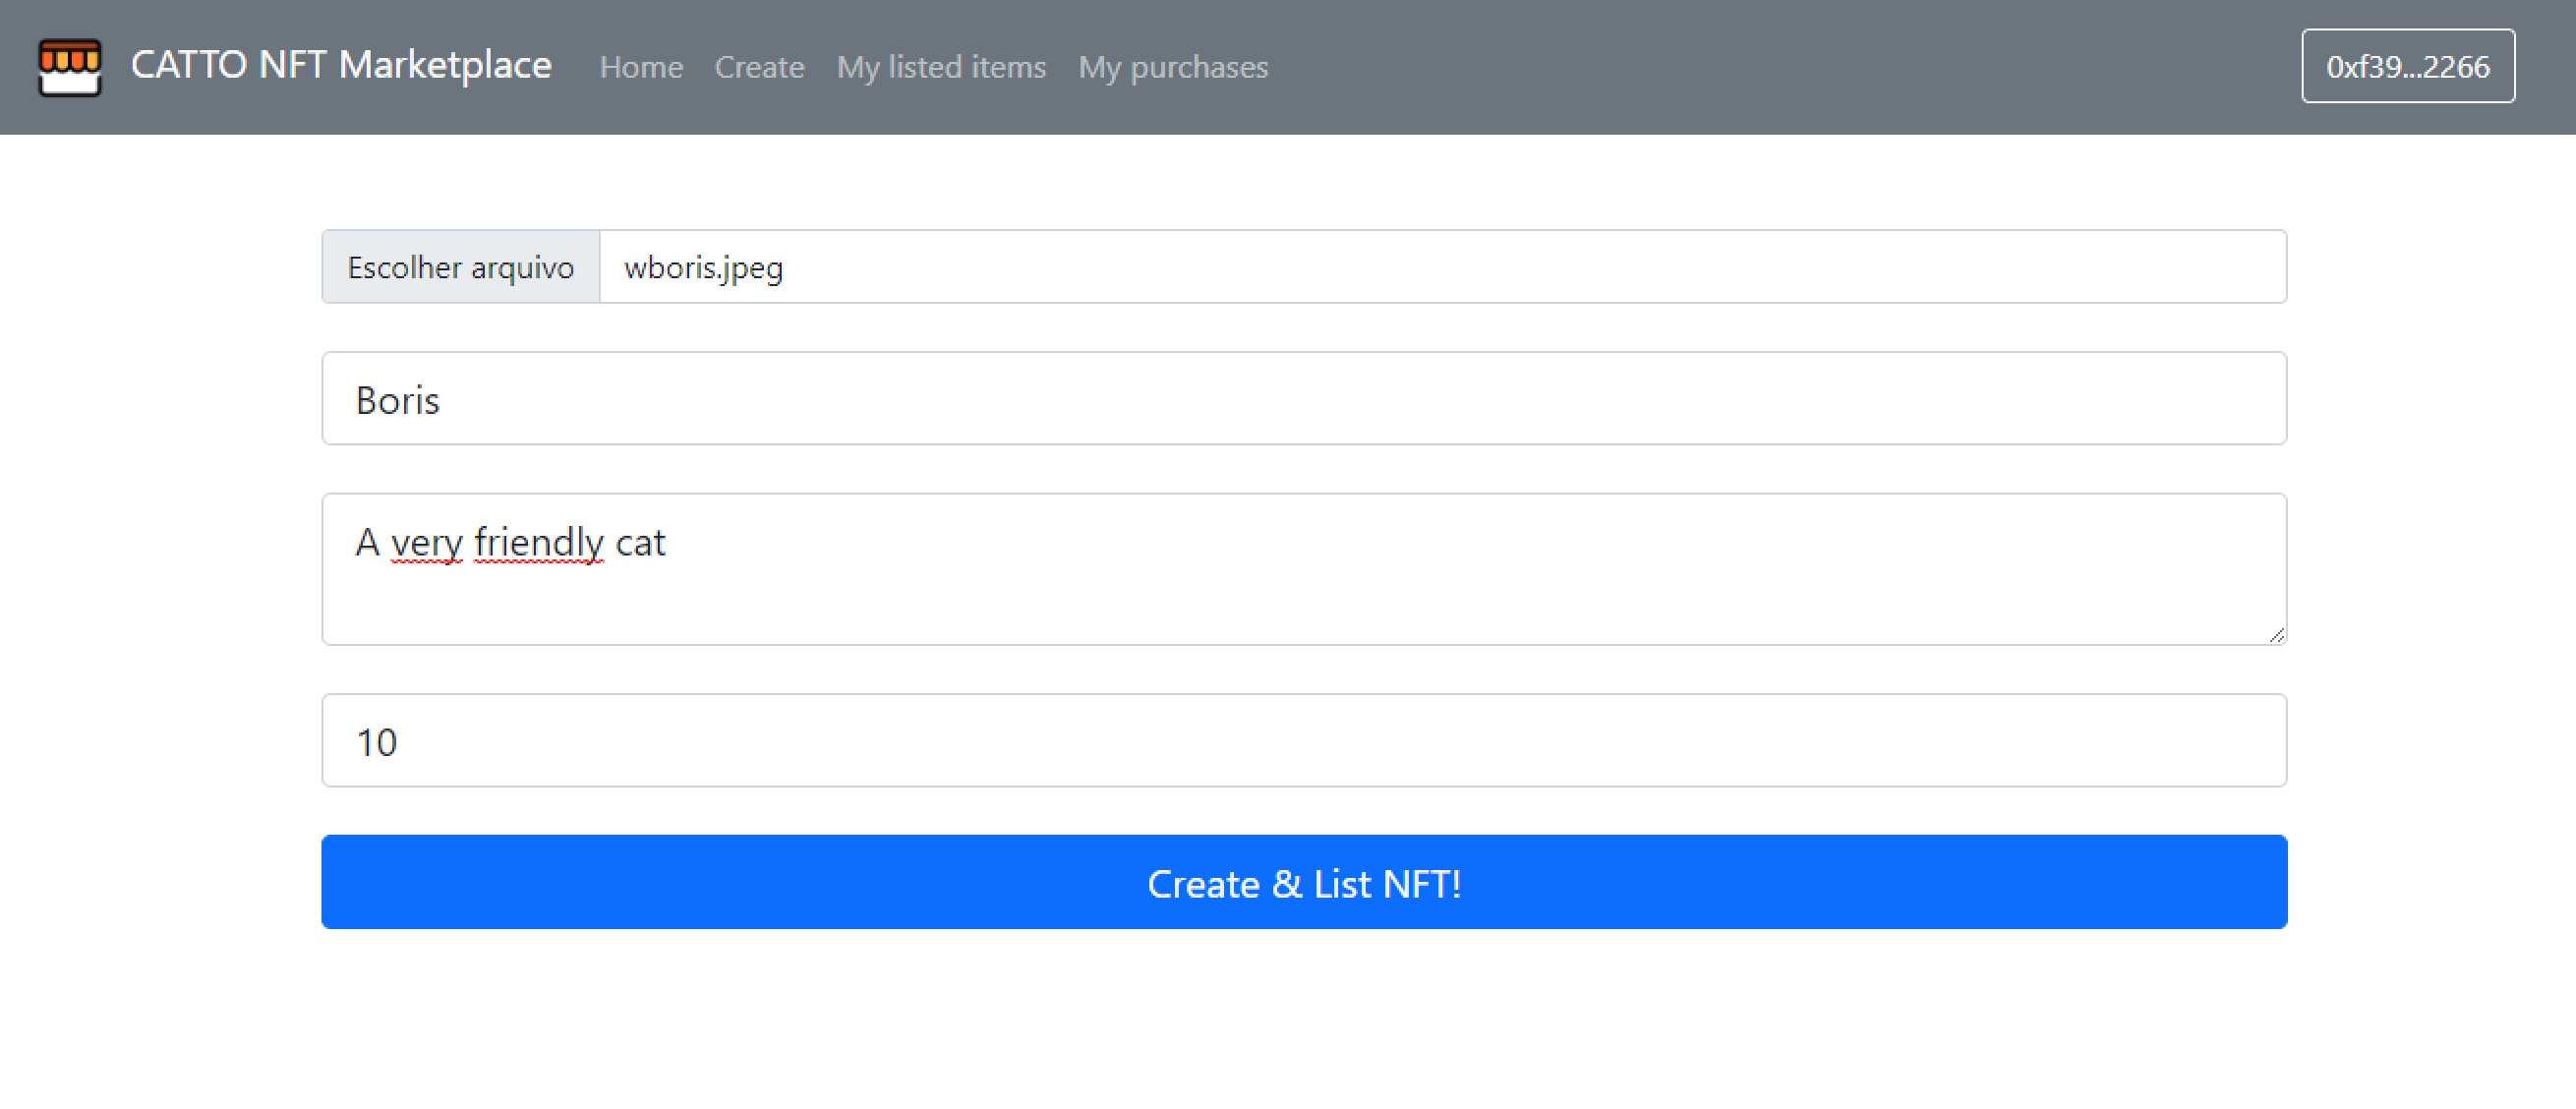 CATTO NFT Marketplace Home Create My listed items My purchases 0xf39...2266
Escolher arquivo wboris.jpeg
Boris
A very friendly cat
10
Create & List NFT!